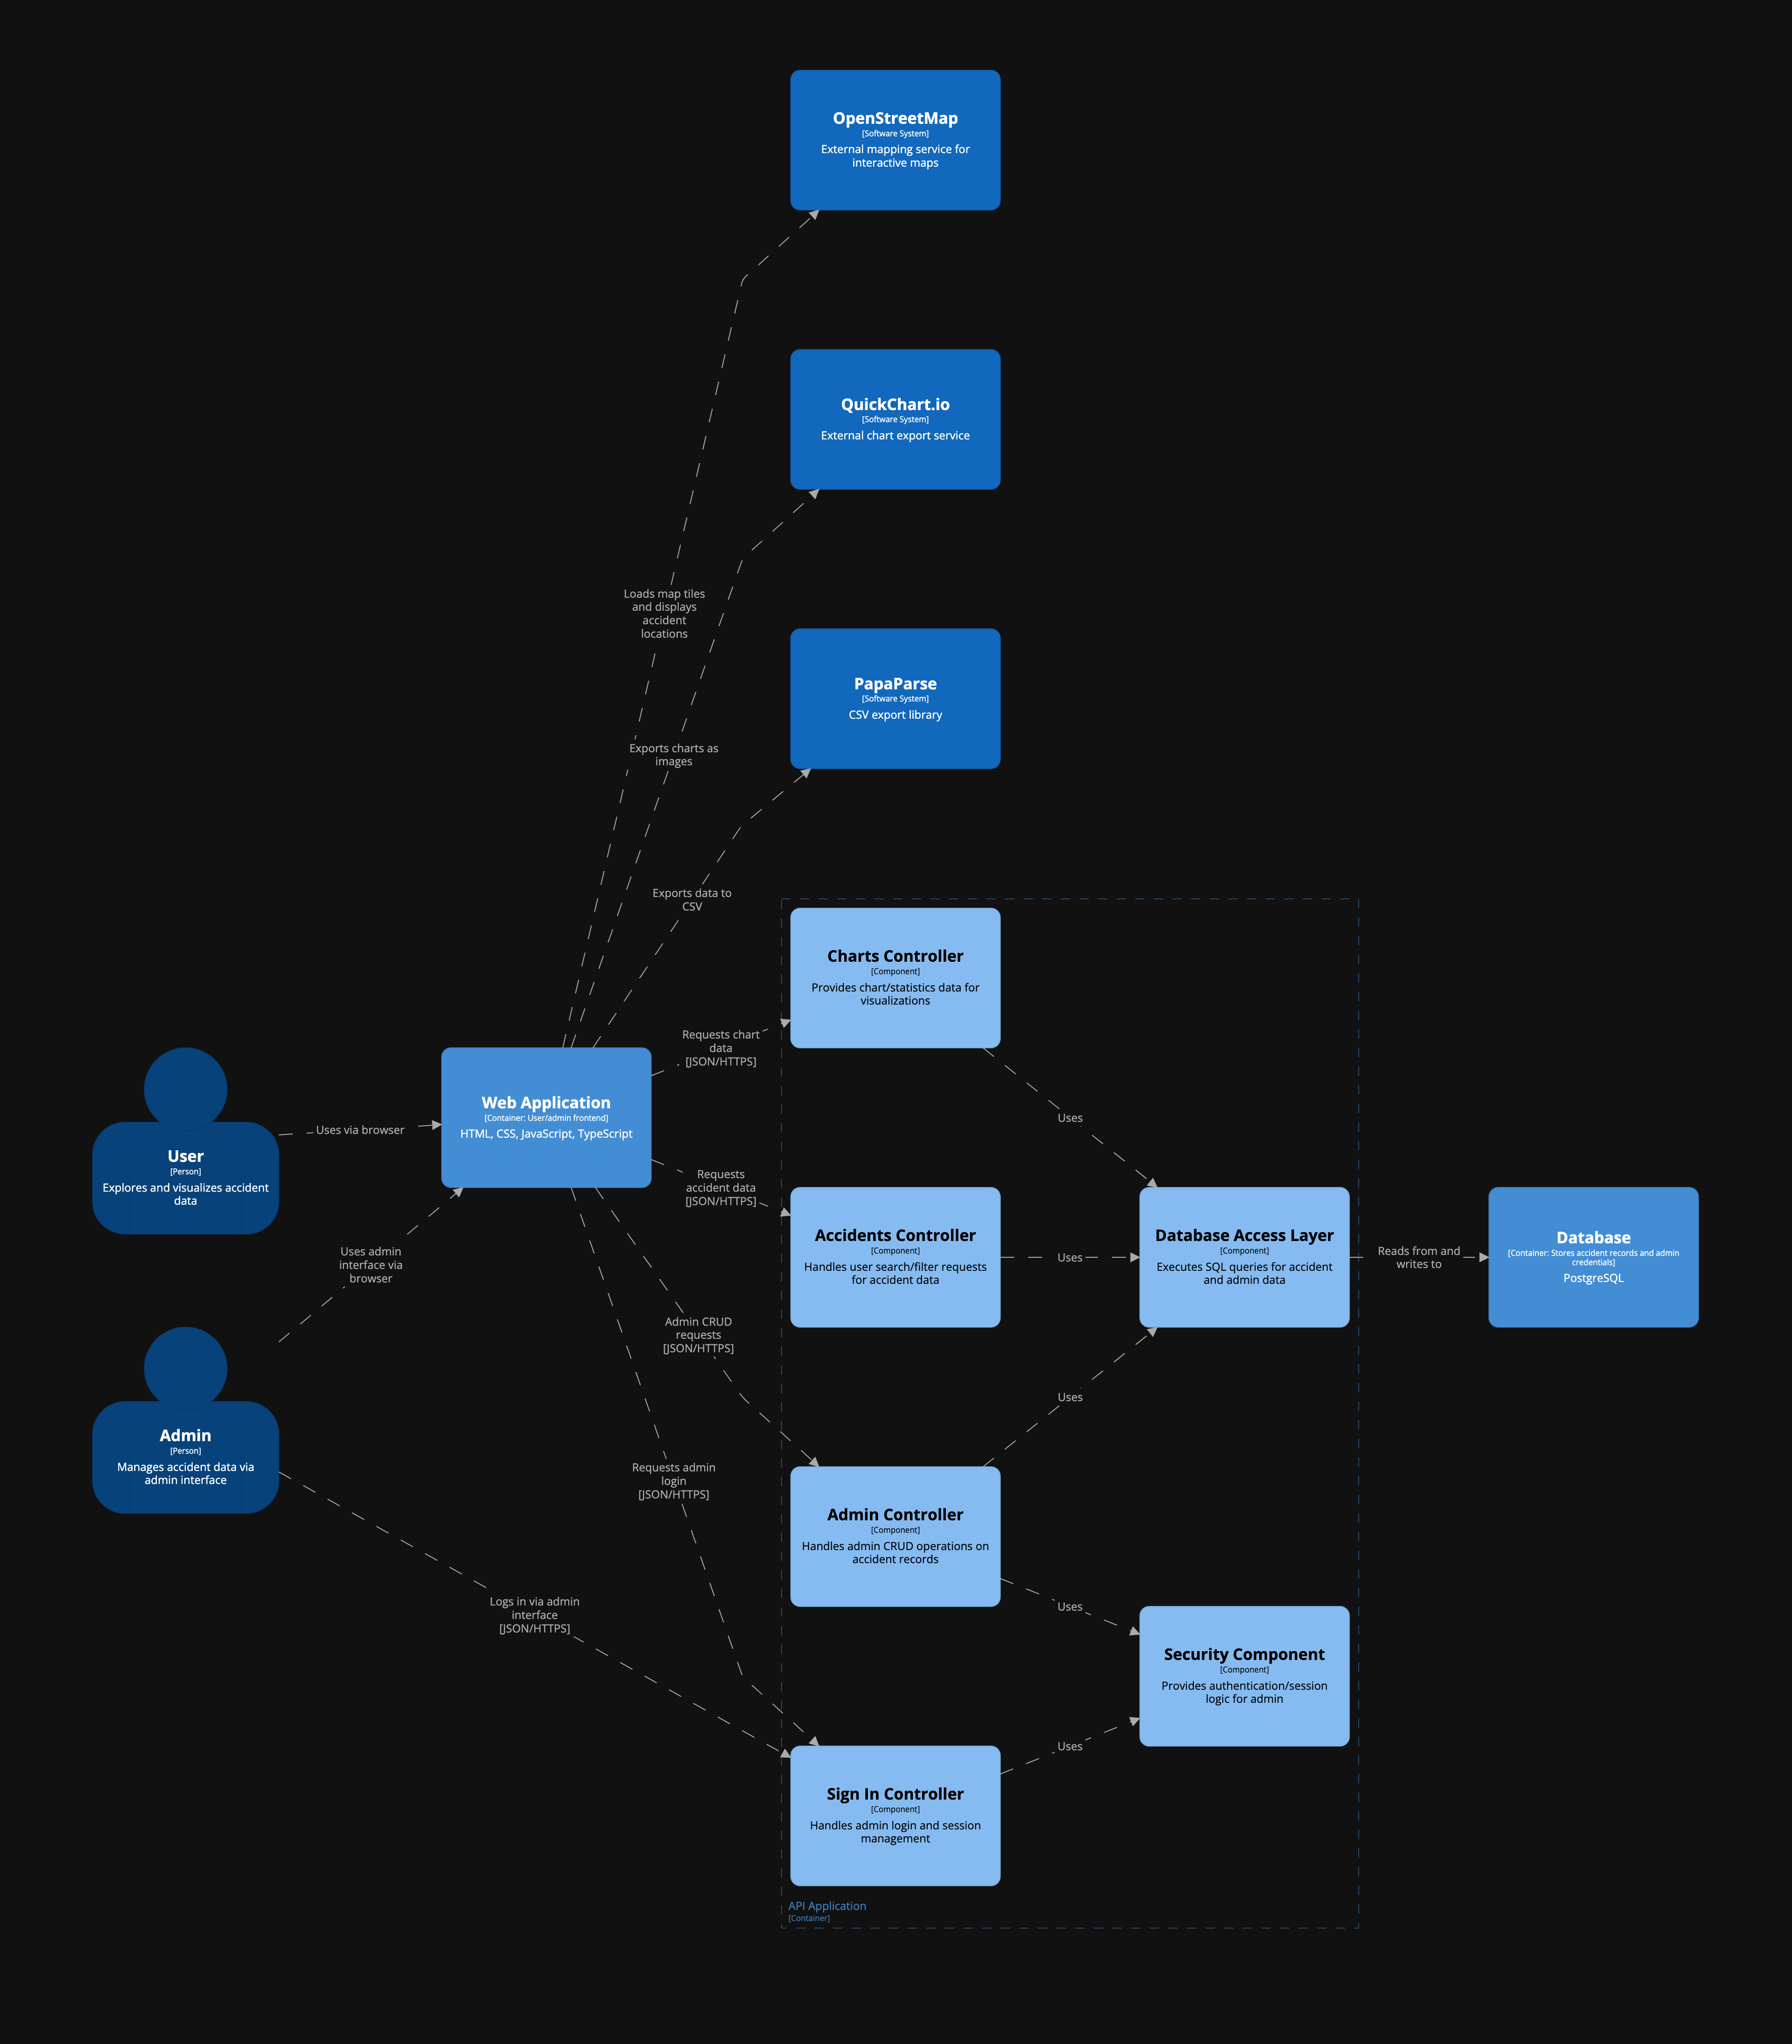 OpenStreetMap
[Software System]
External mapping service for
interactive maps
QuickChart.io
[Software System]
External chart export service
Loads map tiles
and displays
accident
locations
PapaParse
[Software System]
CSV export library
Exports charts as
images
Exports data to
CSV
Charts Controller
[Component]
Provides chart/statistics data for
visualizations
Requests chart
data
[JSON/HTTPS]
Web Application
[Container: User/admin frontend]
HTML, CSS, JavaScript, TypeScript
Uses via browser
User
[Person]
Explores and visualizes accident
data
Uses
Requests
accident data
[JSON/HTTPS]
Accidents Controller
[Component]
Handles user search/filter requests
for accident data
Uses
Database Access Layer
[Component]
Executes SQL queries for accident
and admin data
Reads from and
writes to
Database
[Container: Stores accident records and admin
credentials]
PostgreSQL
Uses admin
interface via
browser
Admin CRUD
requests
[JSON/HTTPS]
Uses
Admin
[Person]
Manages accident data via
admin interface
Requests admin
login
[JSON/HTTPS]
Admin Controller
[Component]
Handles admin CRUD operations on
accident records
Logs in via admin
interface
[JSON/HTTPS]
Uses
Security Component
[Component]
Provides authentication/session
logic for admin
Uses
Sign In Controller
[Component]
Handles admin login and session
management
API Application
[Container]